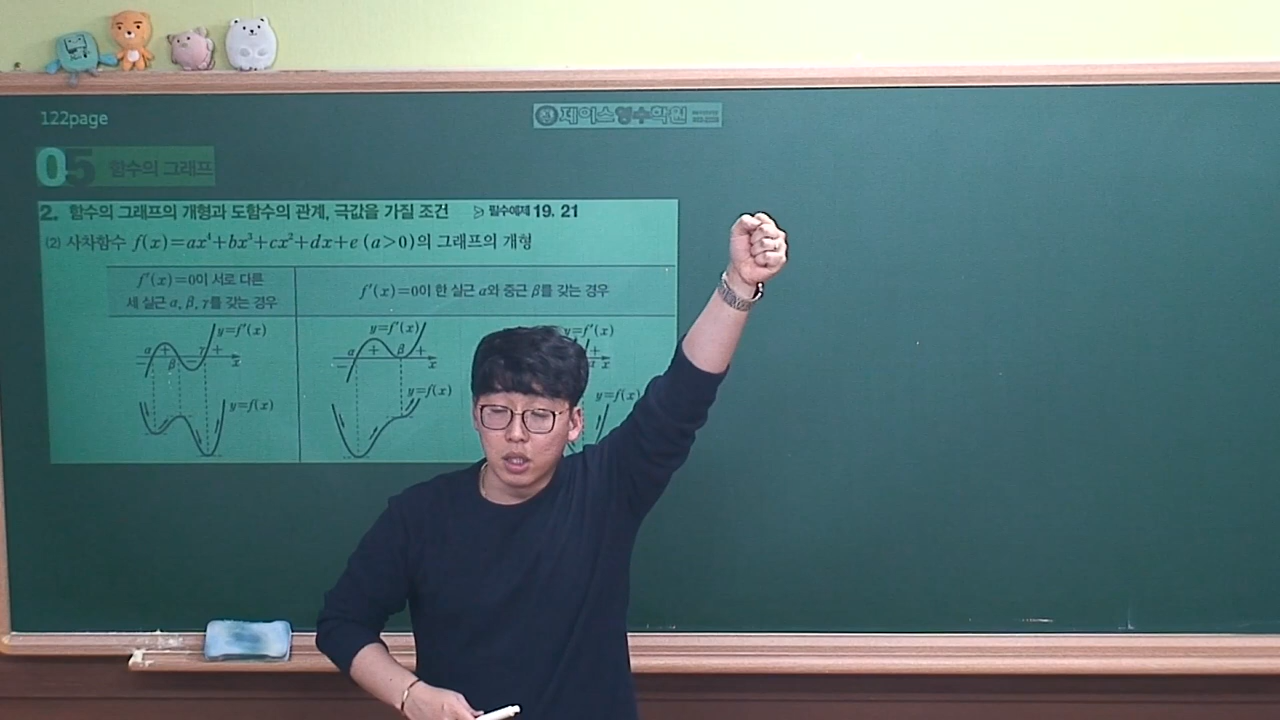 122page
제이스영수학원
05 함수의 그래프
2. 함수의 그래프의 개형과 도함수의 관계, 극값을 가질 조건 필수예제 19. 21
(2) 사차함수 f(x)=ax⁴+bx³+cx²+dx+e (a>0)의 그래프의 개형
f'(x)=0이 서로 다른
세 실근 α, β, γ를 갖는 경우
f'(x)=0이 한 실근 α와 중근 β를 갖는 경우
y=f'(x) y=f'(x) y=f'(x)
α + γ + α + β + +
− β − x − x α x
y=f(x) y=f(x) y=f(x)